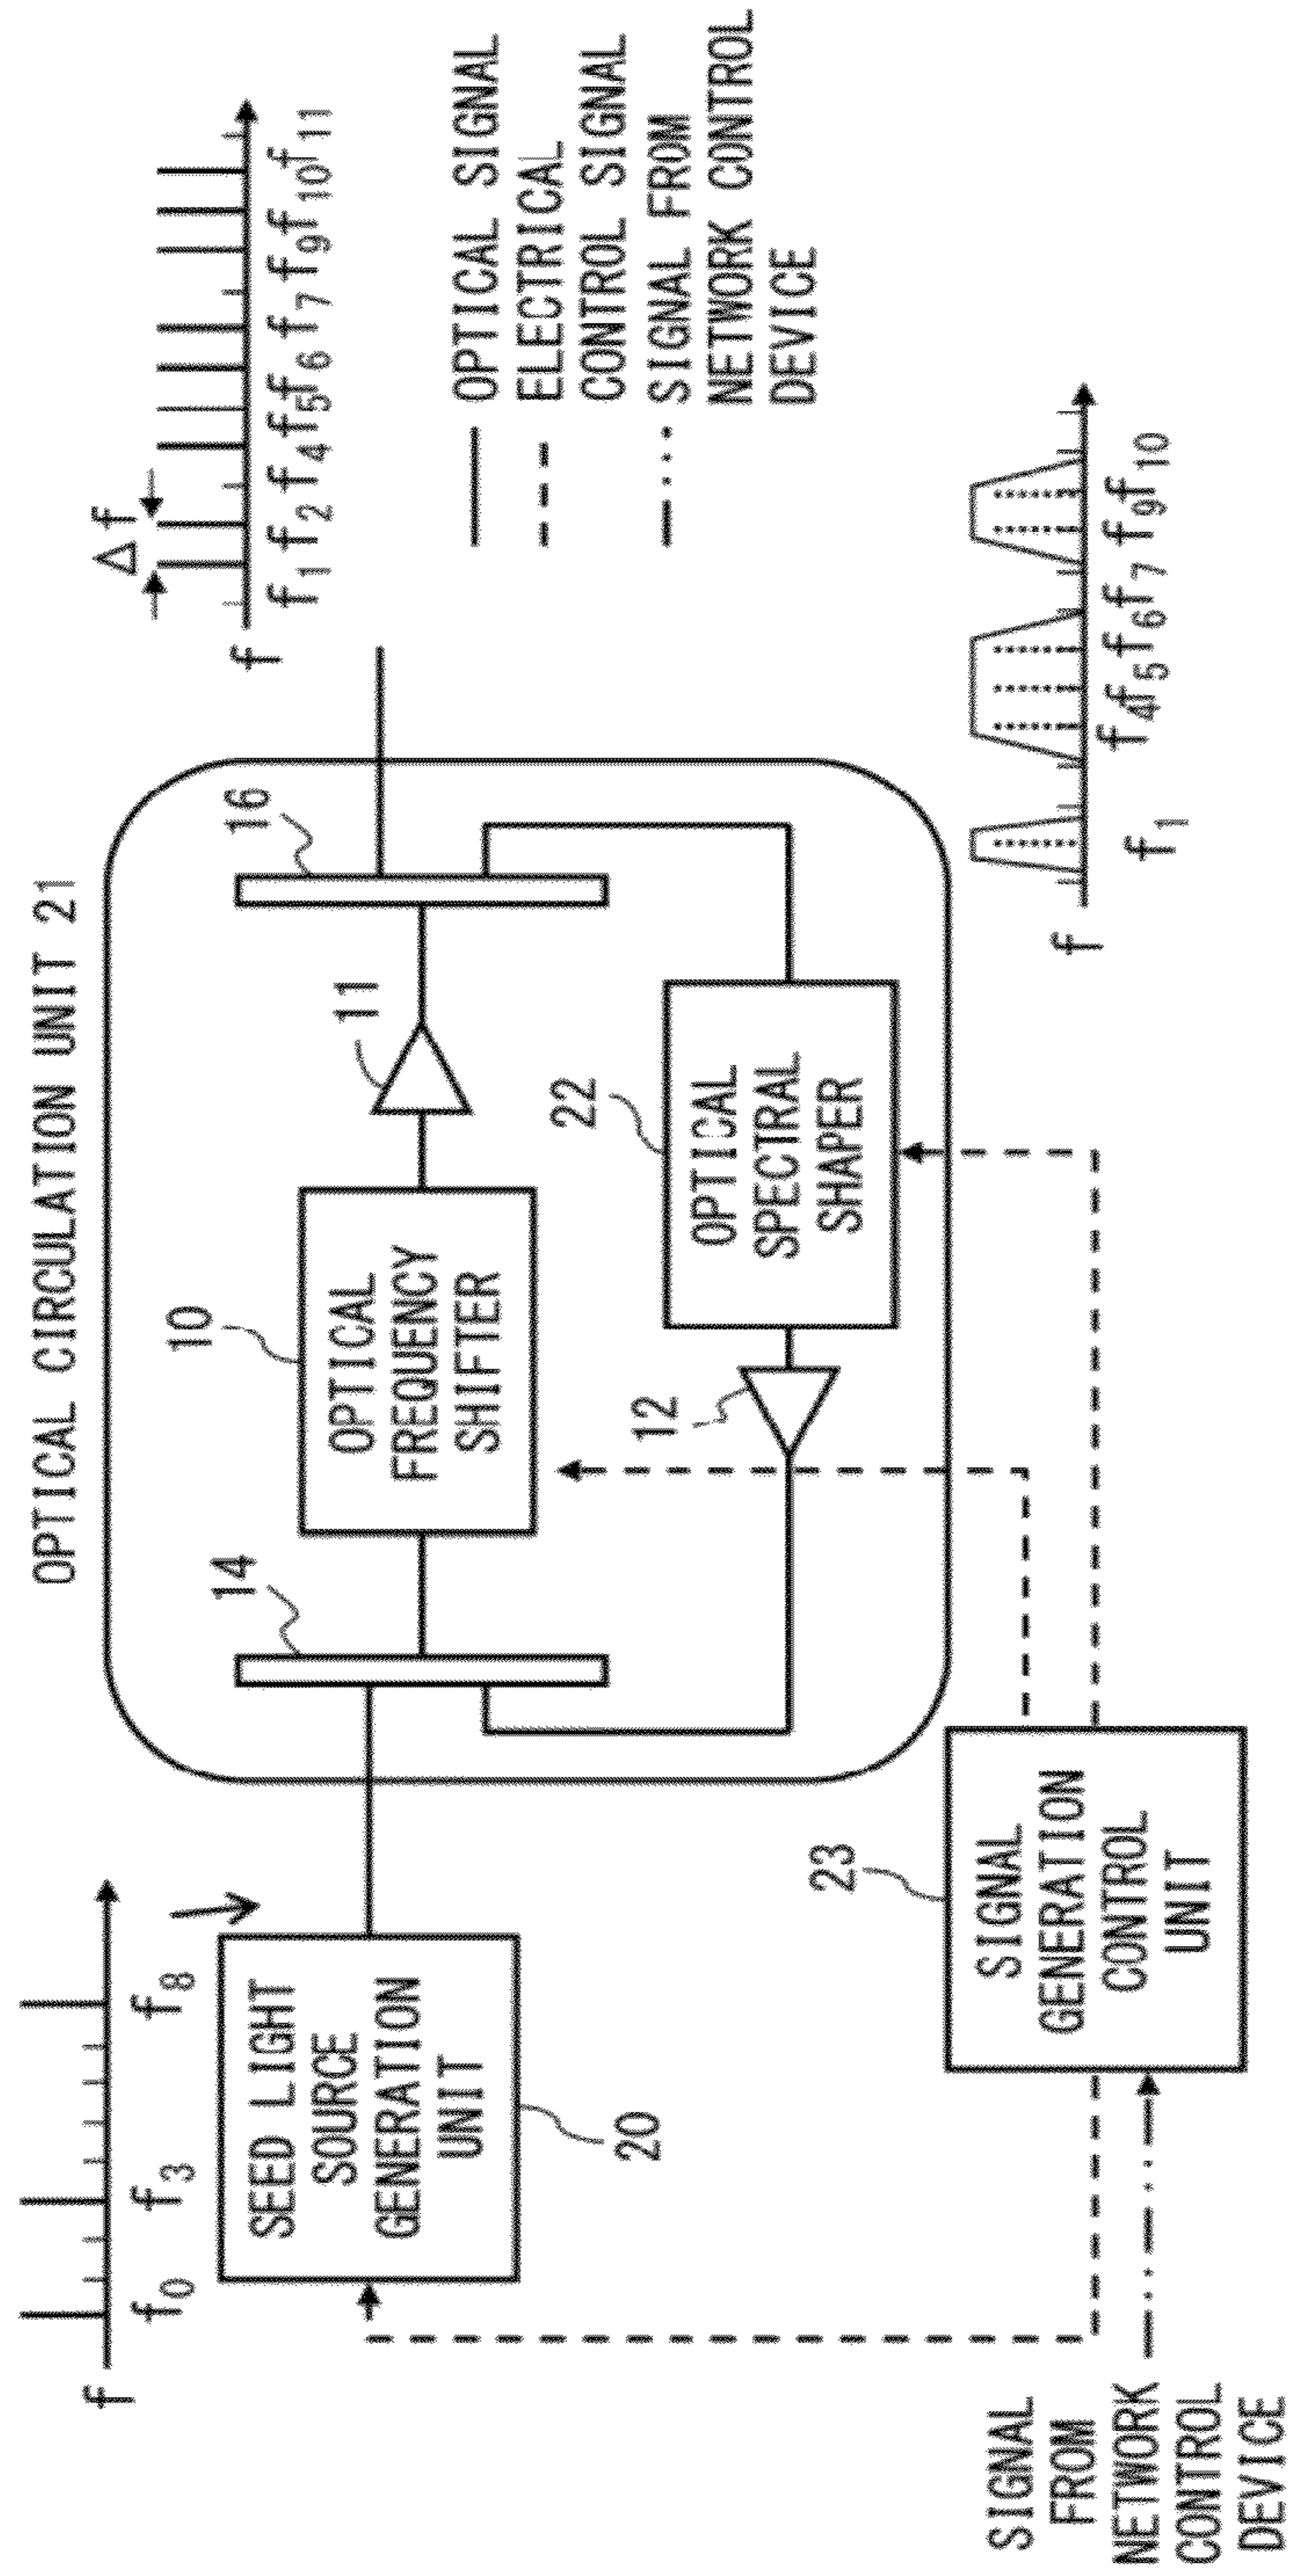 OPTICAL CIRCULATION UNIT 21
f
f0 f3 f8
SEED LIGHT
SOURCE
GENERATION
UNIT
20
14
10
OPTICAL
FREQUENCY
SHIFTER
11
16
12
22
OPTICAL
SPECTRAL
SHAPER
Δf
f
f1 f2 f4 f5 f6 f7 f9 f10 f11
OPTICAL SIGNAL
ELECTRICAL
CONTROL SIGNAL
SIGNAL FROM
NETWORK CONTROL
DEVICE
f
f1 f4 f5 f6 f7 f9 f10
23
SIGNAL
GENERATION
CONTROL
UNIT
SIGNAL
FROM
NETWORK
CONTROL
DEVICE